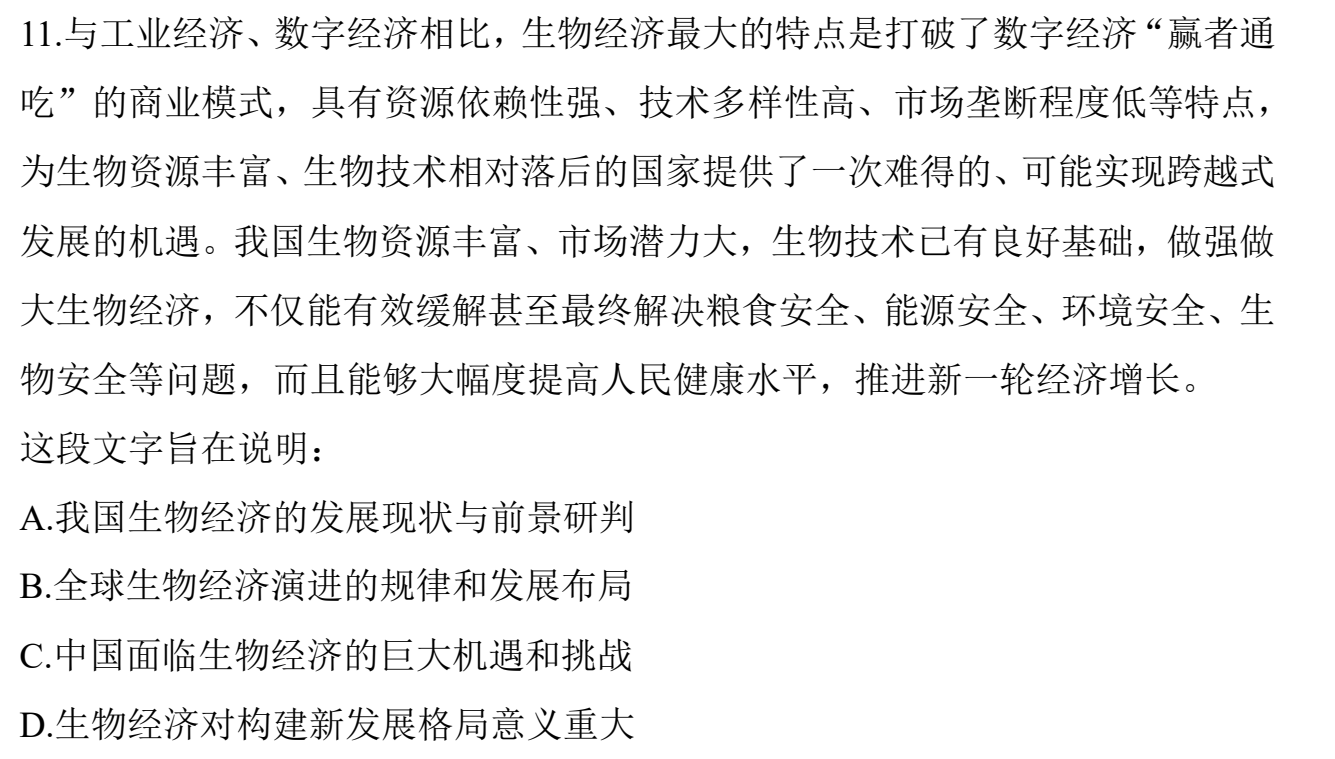 11.与工业经济、数字经济相比，生物经济最大的特点是打破了数字经济“赢者通
吃”的商业模式，具有资源依赖性强、技术多样性高、市场垄断程度低等特点，
为生物资源丰富、生物技术相对落后的国家提供了一次难得的、可能实现跨越式
发展的机遇。我国生物资源丰富、市场潜力大，生物技术已有良好基础，做强做
大生物经济，不仅能有效缓解甚至最终解决粮食安全、能源安全、环境安全、生
物安全等问题，而且能够大幅度提高人民健康水平，推进新一轮经济增长。
这段文字旨在说明：
A.我国生物经济的发展现状与前景研判
B.全球生物经济演进的规律和发展布局
C.中国面临生物经济的巨大机遇和挑战
D.生物经济对构建新发展格局意义重大